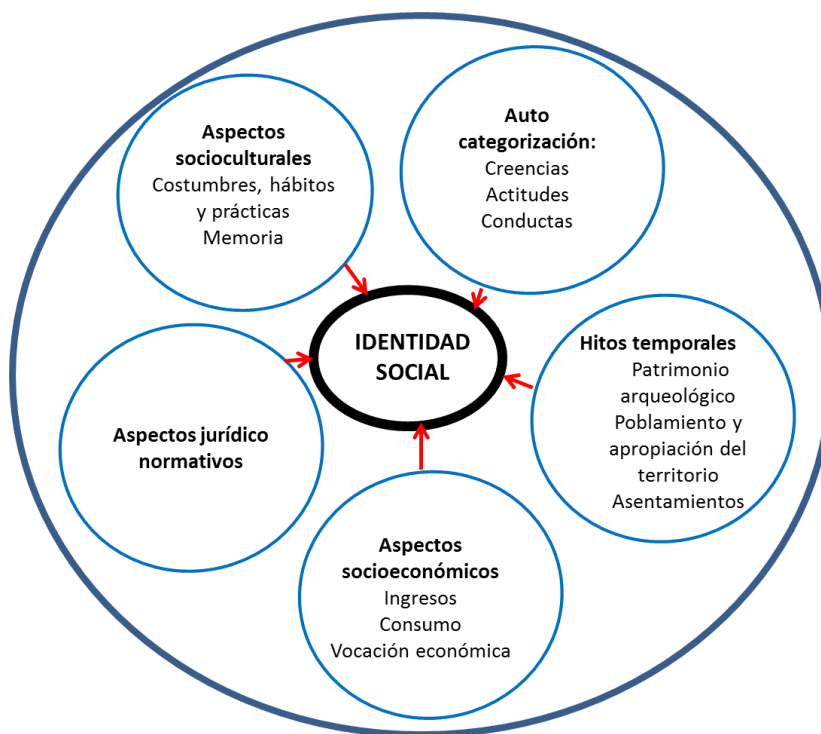 Aspectos
socioculturales
Costumbres, hábitos
y prácticas
Memoria
Auto
categorización:
Creencias
Actitudes
Conductas
IDENTIDAD
SOCIAL
Hitos temporales
Patrimonio
arqueológico
Poblamiento y
apropiación del
territorio
Asentamientos
Aspectos jurídico
normativos
Aspectos
socioeconómicos
Ingresos
Consumo
Vocación económica